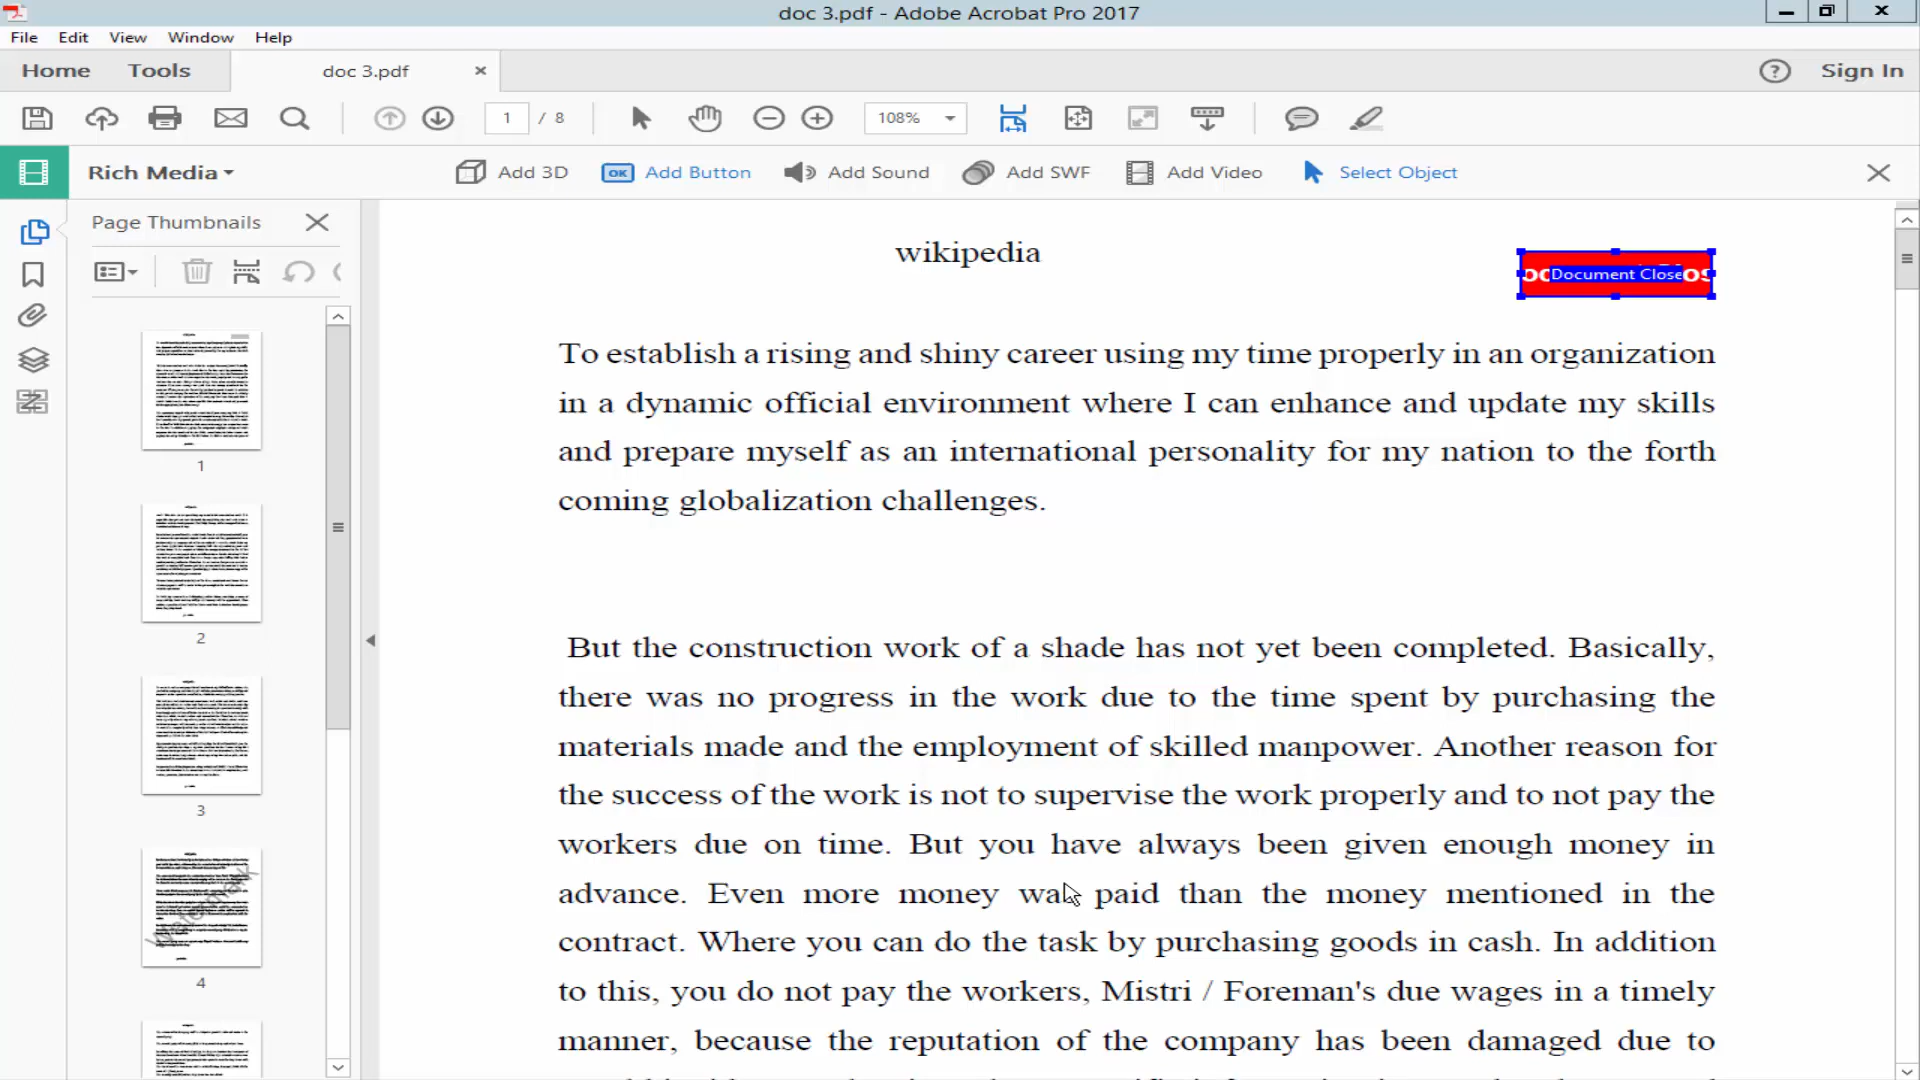 doc 3.pdf - Adobe Acrobat Pro 2017
File Edit View Window Help
Home Tools doc 3.pdf Sign In
1 / 8 108%
Rich Media Add 3D OK Add Button Add Sound Add SWF Add Video Select Object
Page Thumbnails
1
2
3
Watermark
4
wikipedia
Document Close
To establish a rising and shiny career using my time properly in an organization
in a dynamic official environment where I can enhance and update my skills
and prepare myself as an international personality for my nation to the forth
coming globalization challenges.
But the construction work of a shade has not yet been completed. Basically,
there was no progress in the work due to the time spent by purchasing the
materials made and the employment of skilled manpower. Another reason for
the success of the work is not to supervise the work properly and to not pay the
workers due on time. But you have always been given enough money in
advance. Even more money was paid than the money mentioned in the
contract. Where you can do the task by purchasing goods in cash. In addition
to this, you do not pay the workers, Mistri / Foreman's due wages in a timely
manner, because the reputation of the company has been damaged due to